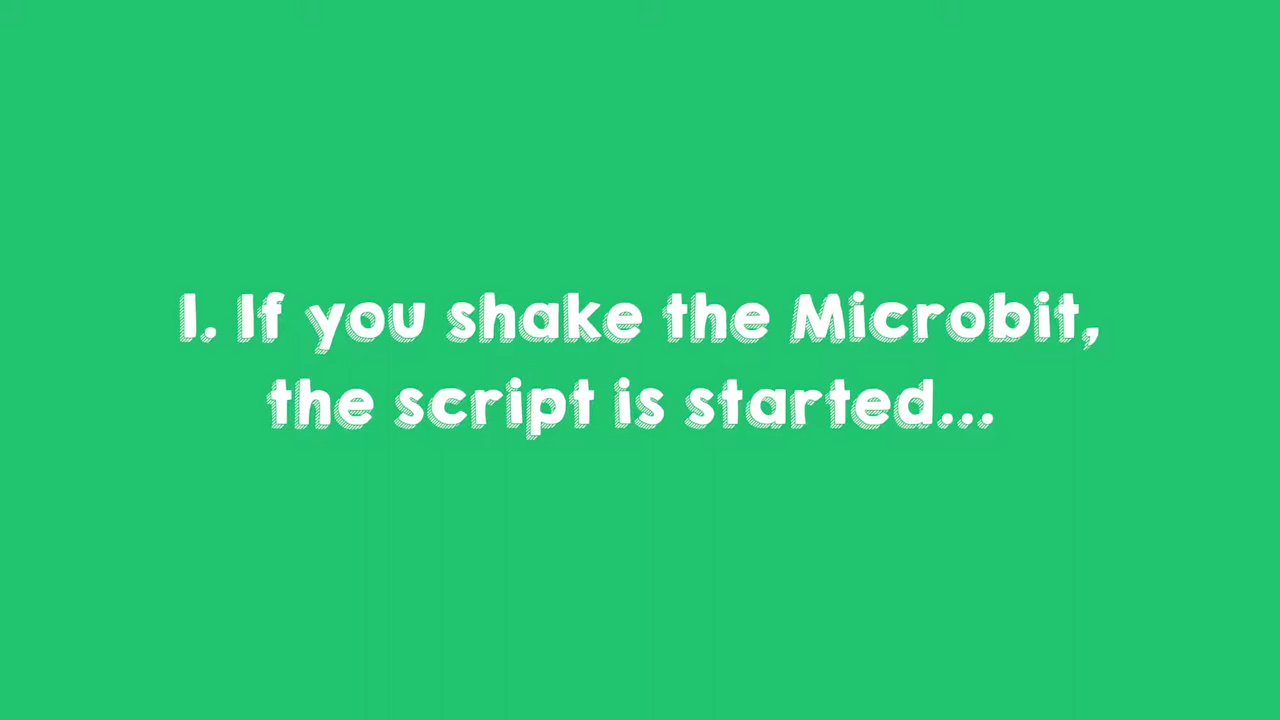 1. If you shake the Microbit,
the script is started...